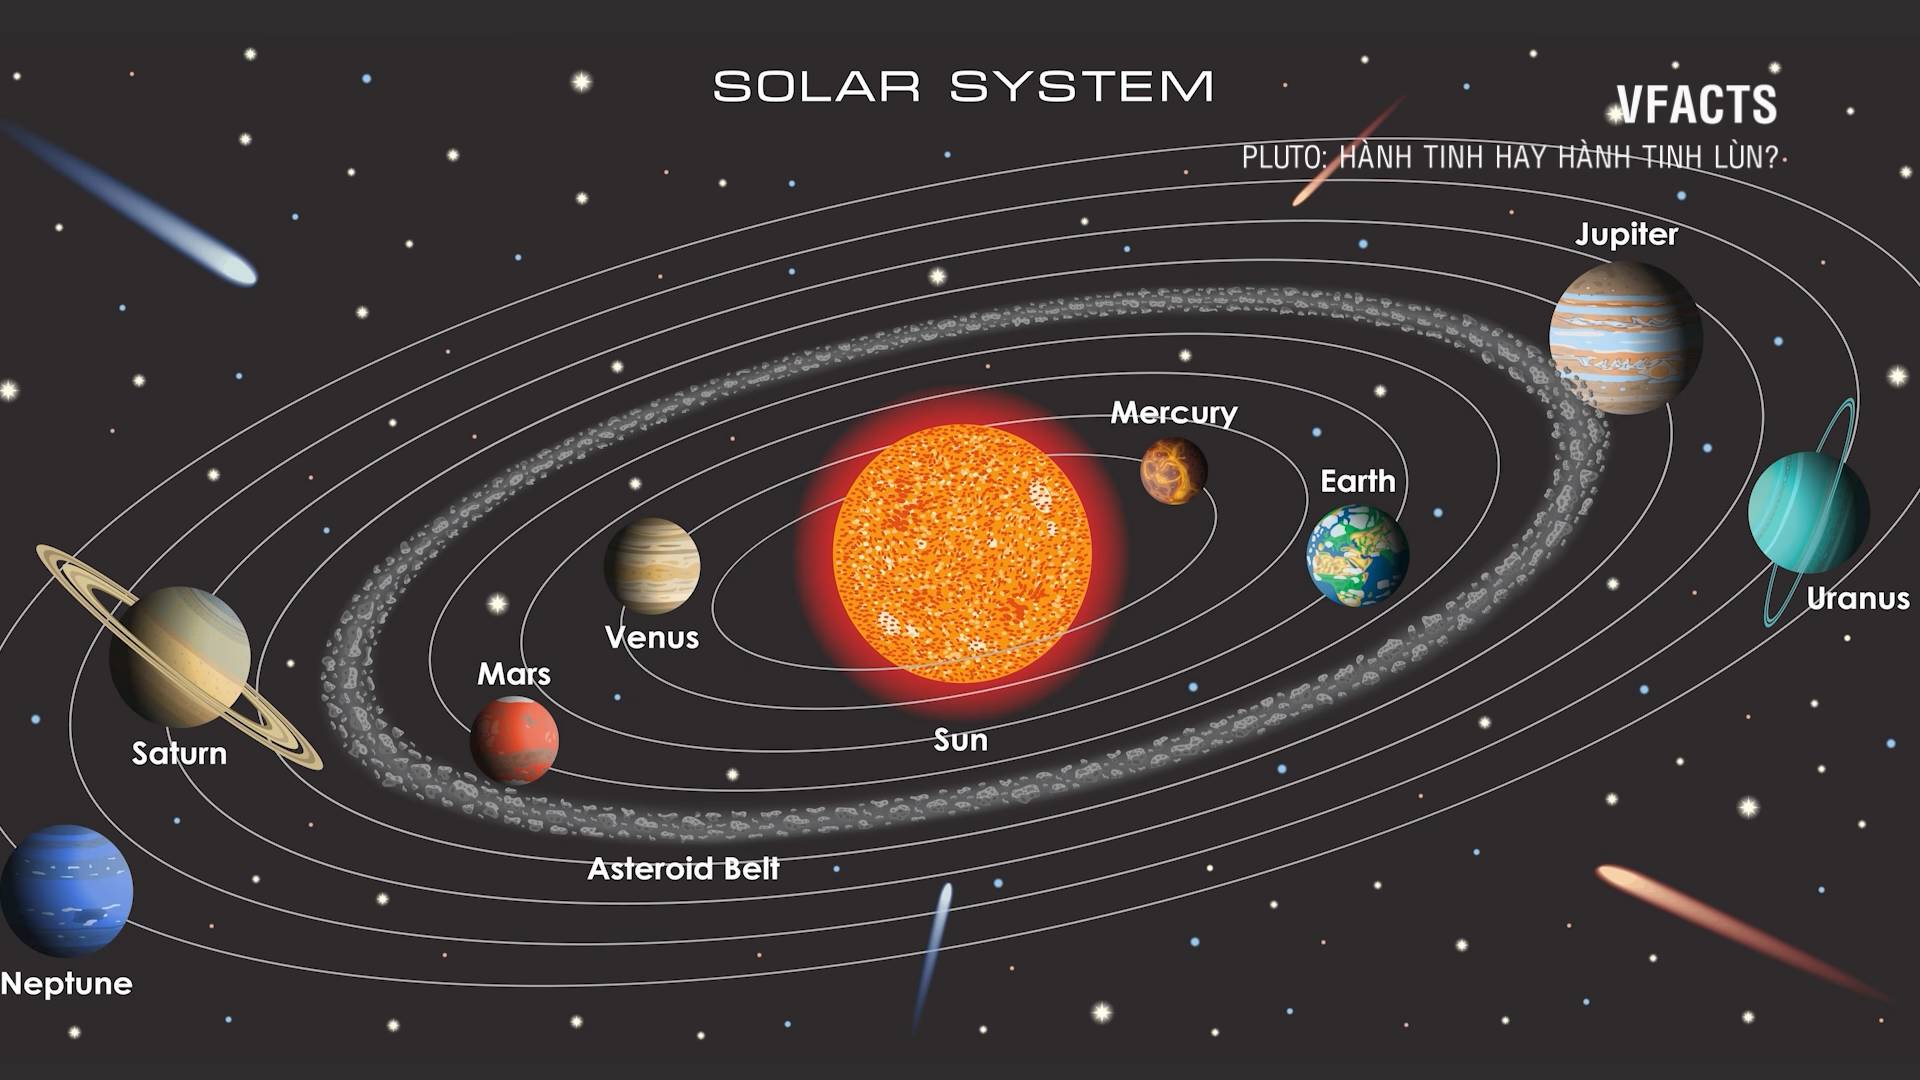 SOLAR SYSTEM
VFACTS
PLUTO: HÀNH TINH HAY HÀNH TINH LÙN?
Jupiter
Mercury
Earth
Uranus
Venus
Mars
Sun
Saturn
Asteroid Belt
Neptune